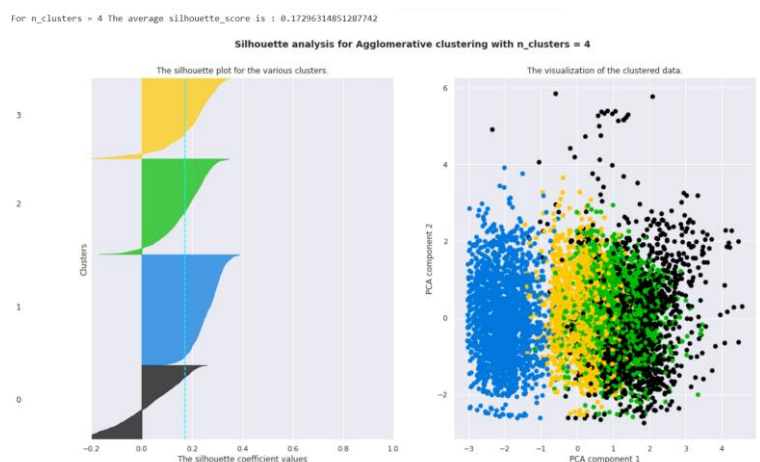 For n_clusters = 4 The average silhouette_score is : 0.17296314851287742
Silhouette analysis for Agglomerative clustering with n_clusters = 4
The silhouette plot for the various clusters.
3
2
1
0
Clusters
−0.2 0.0 0.2 0.4 0.6 0.8 1.0
The silhouette coefficient values
The visualization of the clustered data.
6
4
2
0
−2
PCA component 2
−3 −2 −1 0 1 2 3 4
PCA component 1